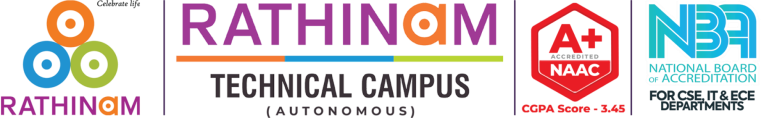 Celebrate life
RATHINAM
RATHINAM
TECHNICAL CAMPUS
(AUTONOMOUS)
A+
ACCREDITED
NAAC
CGPA Score - 3.45
NBA
NATIONAL BOARD
OF ACCREDITATION
FOR CSE, IT & ECE
DEPARTMENTS